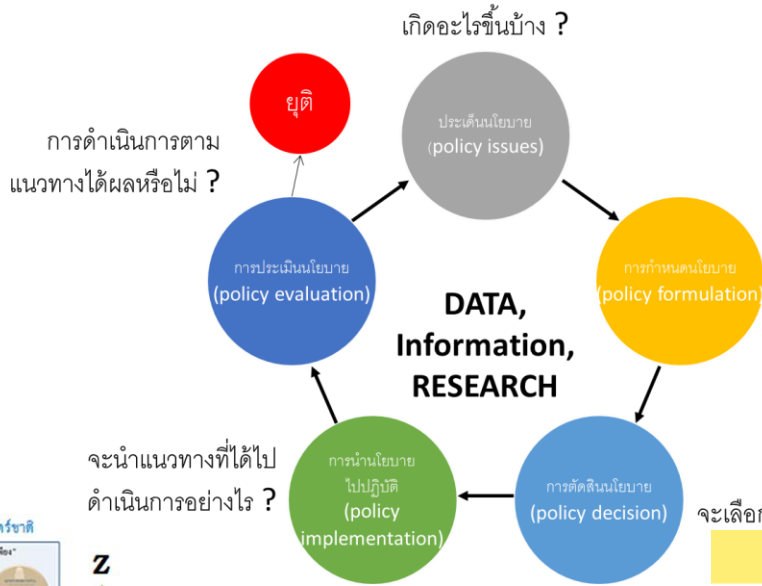 เกิดอะไรขึ้นบ้าง ?
ยุติ
ประเด็นนโยบาย
(policy issues)
การดำเนินการตาม
แนวทางได้ผลหรือไม่ ?
การประเมินนโยบาย
(policy evaluation)
การกำหนดนโยบาย
(policy formulation)
DATA,
Information,
RESEARCH
จะนำแนวทางที่ได้ไป
ดำเนินการอย่างไร ?
การนำนโยบาย
ไปปฏิบัติ
(policy
implementation)
การตัดสินนโยบาย
(policy decision)
จะเลือก
Z